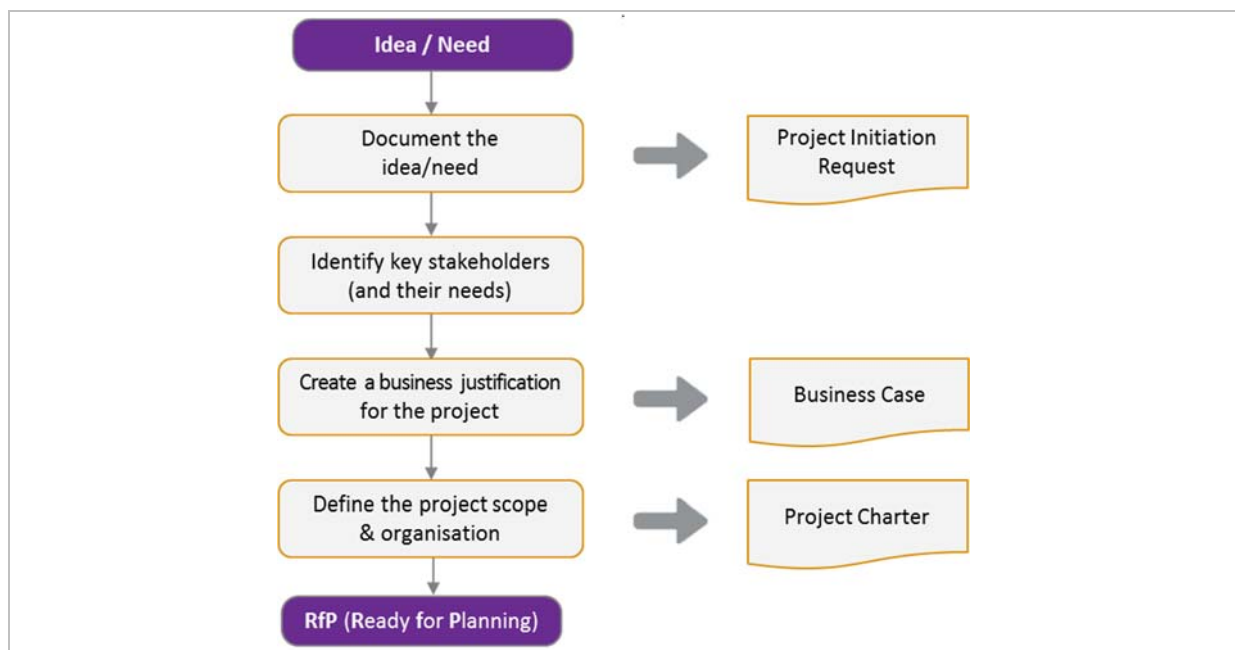 Idea / Need
Document the
idea/need
Project Initiation
Request
Identify key stakeholders
(and their needs)
Create a business justification
for the project
Business Case
Define the project scope
& organisation
Project Charter
RfP (Ready for Planning)